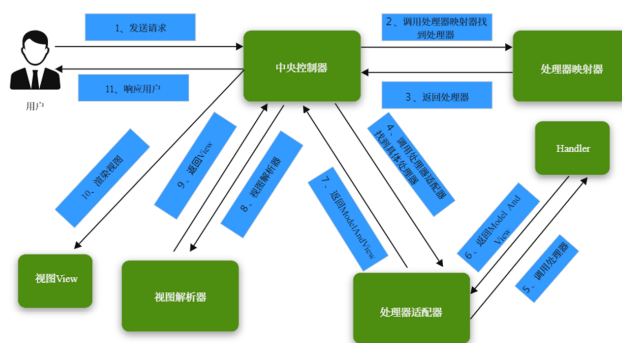 1、发送请求
2、调用处理器映射器找
到处理器
中央控制器
处理器映射器
用户
11、响应用户
3、返回处理器
4、调用处理器适配器
找到具体处理器
Handler
10、渲染视图
9、返回View
8、视图解析器
7、返回ModelAndView
6、返回Model And
View
5、调用处理器
视图View
视图解析器
处理器适配器